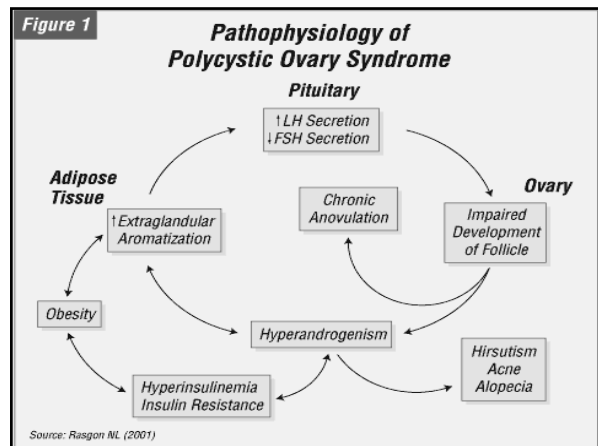 Figure 1
Pathophysiology of
Polycystic Ovary Syndrome
Pituitary
↑LH Secretion
↓FSH Secretion
Adipose
Tissue
Ovary
Chronic
Anovulation
Impaired
Development
of Follicle
↑Extraglandular
Aromatization
Obesity
Hyperandrogenism
Hirsutism
Acne
Alopecia
Hyperinsulinemia
Insulin Resistance
Source: Rasgon NL (2001)